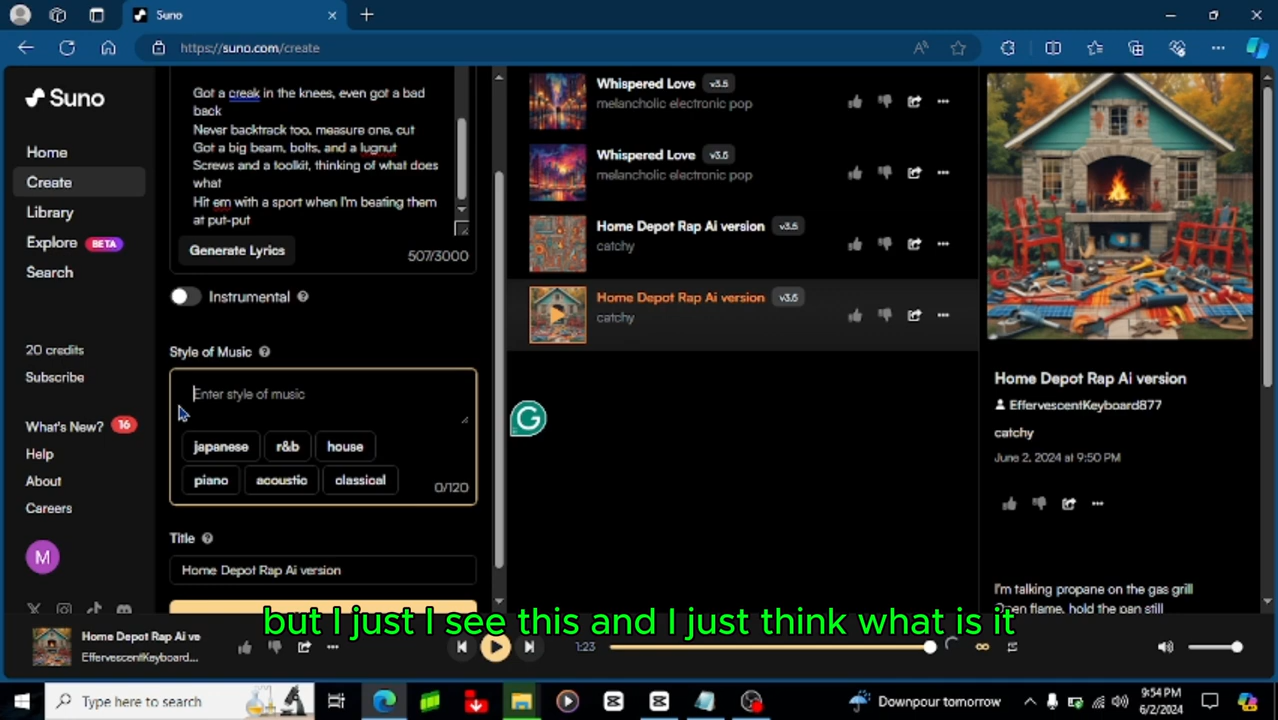 Suno
https://suno.com/create
Suno
Home
Create
Library
Explore BETA
Search
20 credits
Subscribe
What's New? 16
Help
About
Careers
M
Got a creak in the knees, even got a bad
back
Never backtrack too, measure one, cut
Got a big beam, bolts, and a lugnut
Screws and a toolkit, thinking of what does
what
Hit em with a sport when I'm beating them
at put-put
Generate Lyrics
507/3000
Instrumental
Style of Music
Enter style of music
japanese r&b house
piano acoustic classical
0/120
Title
Home Depot Rap Ai version
Whispered Love v3.5
melancholic electronic pop
Whispered Love v3.5
melancholic electronic pop
Home Depot Rap Ai version v3.5
catchy
Home Depot Rap Ai version v3.5
catchy
Home Depot Rap Ai version
EffervescentKeyboard877
catchy
June 2, 2024 at 9:50 PM
I'm talking propane on the gas grill
Open flame, hold the pan still
but I just I see this and I just think what is it
Home Depot Rap Ai ve
EffervescentKeyboard...
1:23
Type here to search
Downpour tomorrow
9:54 PM
6/2/2024